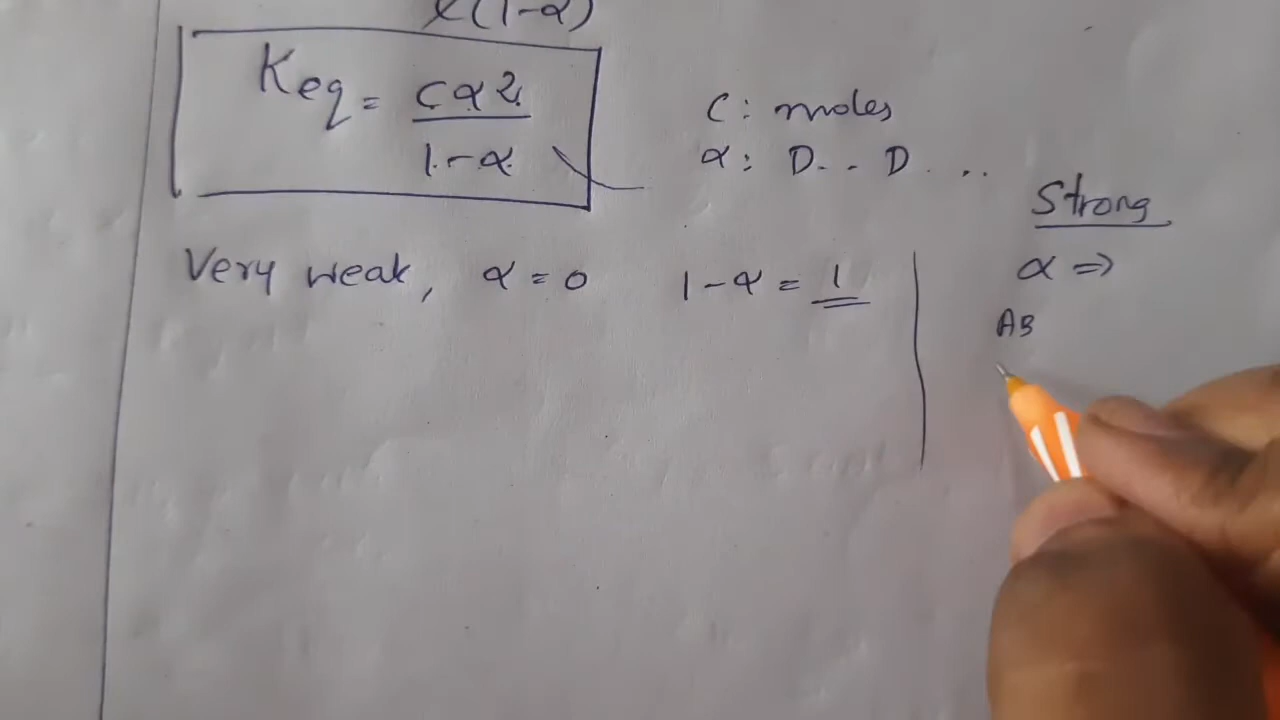 x(1-α)
Keq = cα2
1-α
C: moles
α: D.. D...
Strong
Very weak, α = 0 1-α = 1
α ⇒
AB